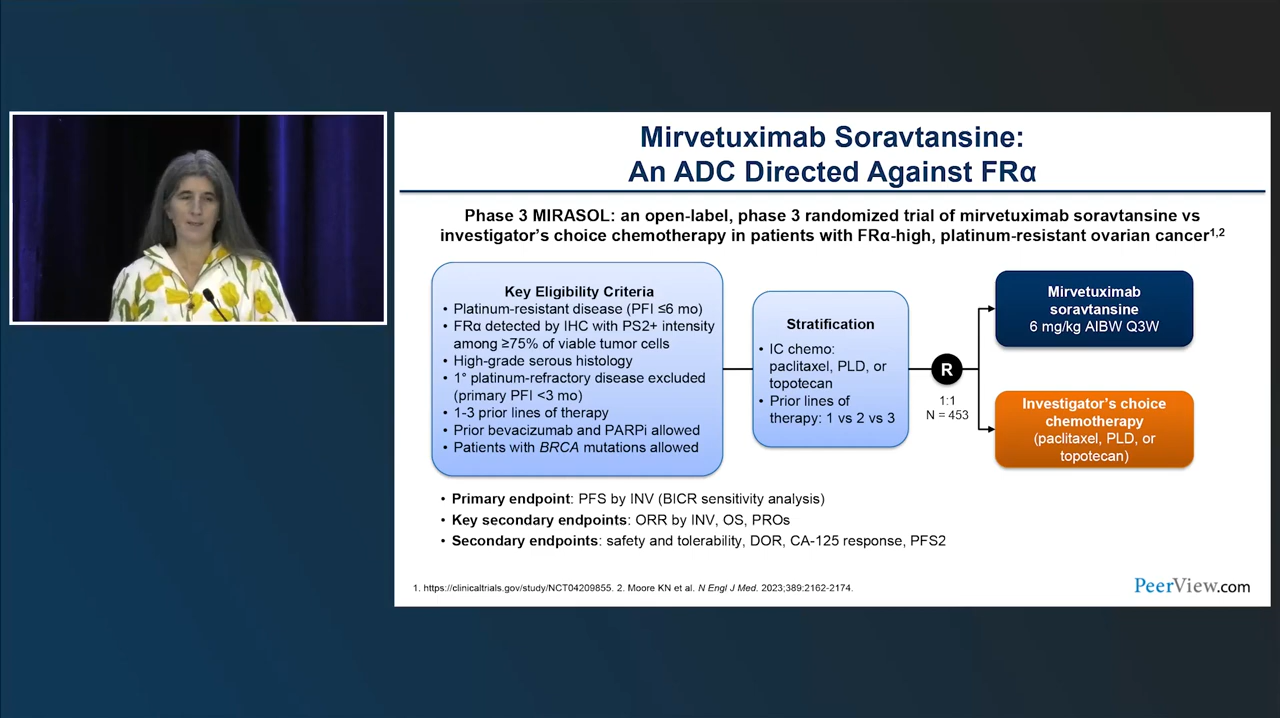 Mirvetuximab Soravtansine:
An ADC Directed Against FRα
Phase 3 MIRASOL: an open-label, phase 3 randomized trial of mirvetuximab soravtansine vs
investigator's choice chemotherapy in patients with FRα-high, platinum-resistant ovarian cancer1,2
Key Eligibility Criteria
• Platinum-resistant disease (PFI ≤6 mo)
• FRα detected by IHC with PS2+ intensity
among ≥75% of viable tumor cells
• High-grade serous histology
• 1° platinum-refractory disease excluded
(primary PFI <3 mo)
• 1-3 prior lines of therapy
• Prior bevacizumab and PARPi allowed
• Patients with BRCA mutations allowed
Stratification
• IC chemo:
paclitaxel, PLD, or
topotecan
• Prior lines of
therapy: 1 vs 2 vs 3
R
1:1
N = 453
Mirvetuximab
soravtansine
6 mg/kg AIBW Q3W
Investigator's choice
chemotherapy
(paclitaxel, PLD, or
topotecan)
• Primary endpoint: PFS by INV (BICR sensitivity analysis)
• Key secondary endpoints: ORR by INV, OS, PROs
• Secondary endpoints: safety and tolerability, DOR, CA-125 response, PFS2
1. https://clinicaltrials.gov/study/NCT04209855. 2. Moore KN et al. N Engl J Med. 2023;389:2162-2174.
PeerView.com